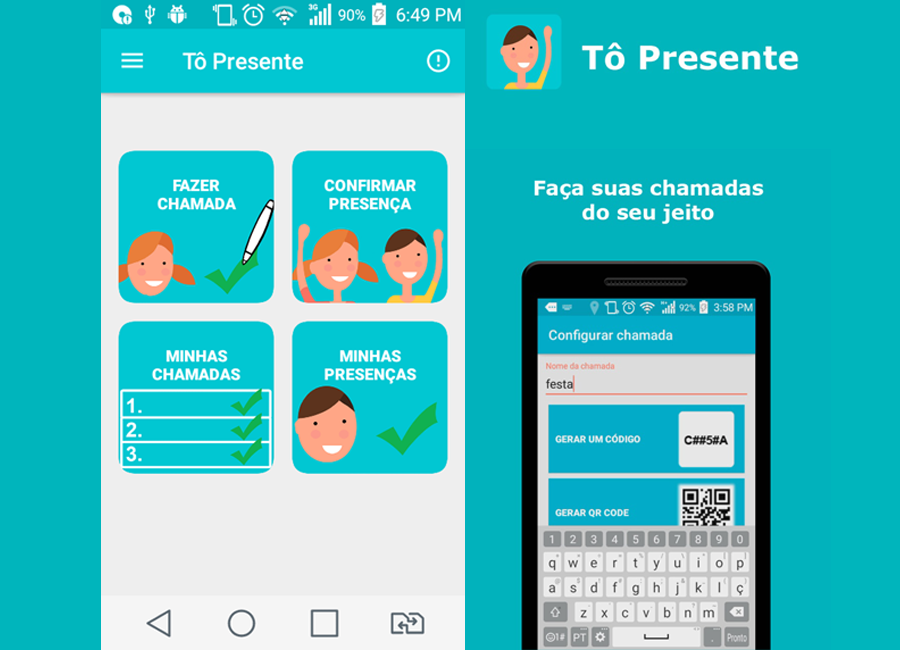 3G 90% 6:49 PM
Tô Presente
FAZER
CHAMADA
CONFIRMAR
PRESENÇA
MINHAS
CHAMADAS
1.
2.
3.
MINHAS
PRESENÇAS
Tô Presente
Faça suas chamadas
do seu jeito
92% 3:58 PM
Configurar chamada
Nome da chamada
festa
GERAR UM CÓDIGO
C##5#A
GERAR QR CODE
1 2 3 4 5 6 7 8 9 0
q w e r t y u i o p
a s d f g h j k l ç
z x c v b n m
☺1# PT . Pronto